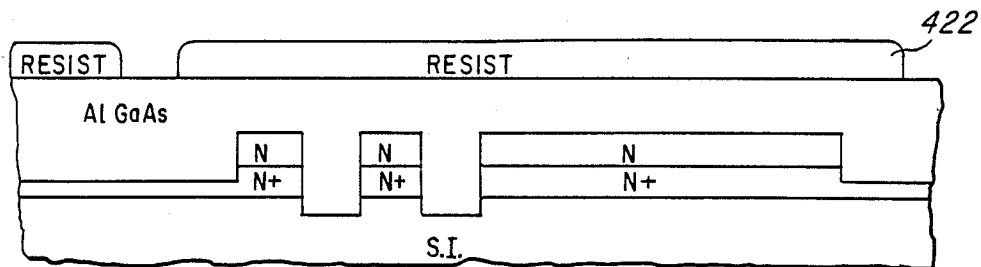 422
RESIST RESIST
Al GaAs
N N N
N+ N+ N+
S.I.